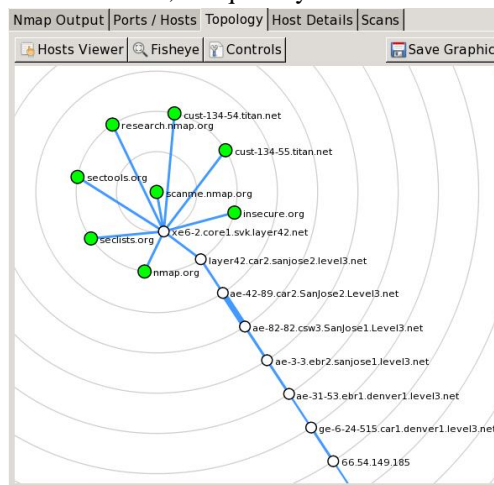 Nmap Output Ports / Hosts Topology Host Details Scans
Hosts Viewer Fisheye Controls Save Graphic
cust-134-54.titan.net
research.nmap.org
cust-134-55.titan.net
sectools.org
scanme.nmap.org
insecure.org
xe6-2.core1.svk.layer42.net
seclists.org
layer42.car2.sanjose2.level3.net
nmap.org
ae-42-89.car2.SanJose2.Level3.net
ae-82-82.csw3.SanJose1.Level3.net
ae-3-3.ebr2.sanjose1.level3.net
ae-31-53.ebr1.denver1.level3.net
ge-6-24-515.car1.denver1.level3.net
66.54.149.185